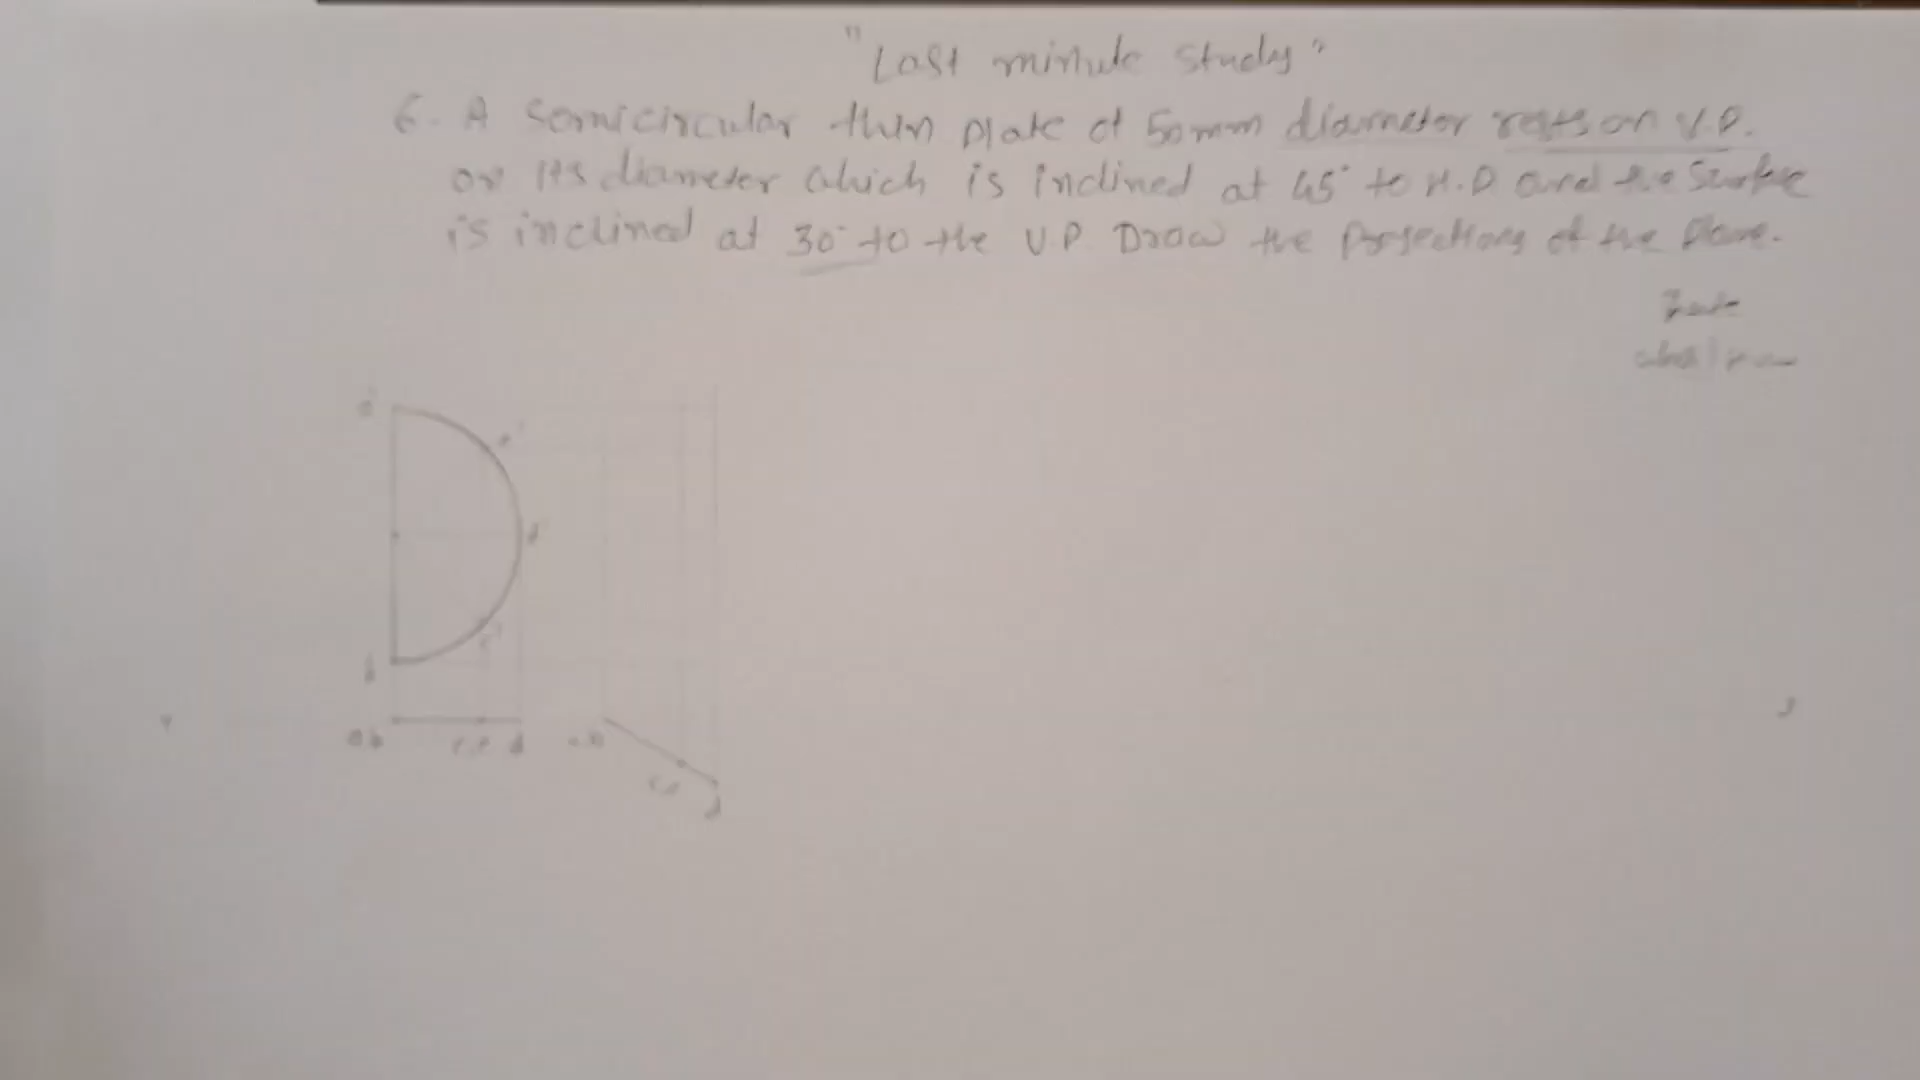 "Last minute study"
6. A semicircular thin plate of 50mm diameter rests on V.P.
on its diameter which is inclined at 45° to H.P and the Surface
is inclined at 30° to the V.P Draw the Projections of the Plane.
a'
d'
b'
a,b
d
d